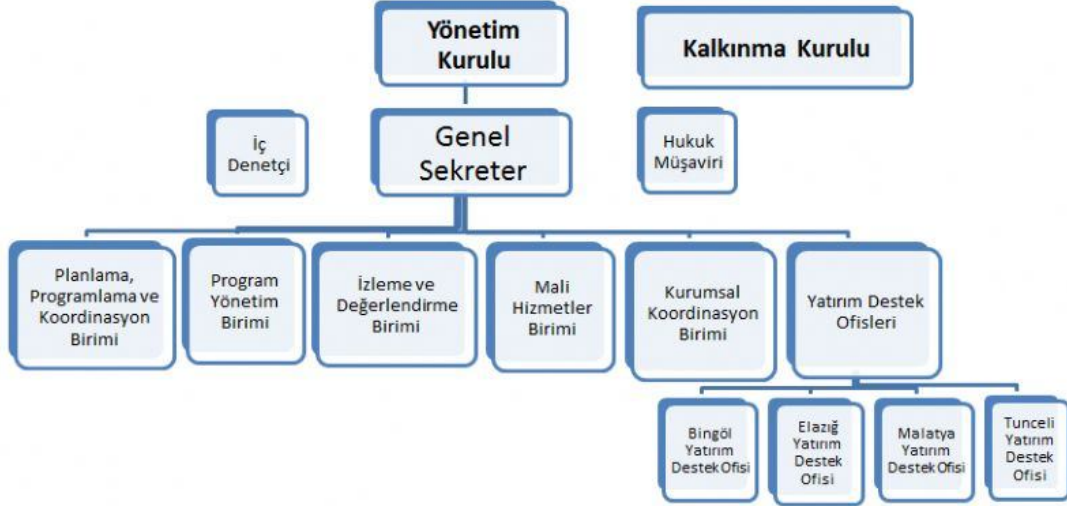 Yönetim
Kurulu
Kalkınma Kurulu
İç
Denetçi
Genel
Sekreter
Hukuk
Müşaviri
Planlama,
Programlama ve
Koordinasyon
Birimi
Program
Yönetim
Birimi
İzleme ve
Değerlendirme
Birimi
Mali
Hizmetler
Birimi
Kurumsal
Koordinasyon
Birimi
Yatırım Destek
Ofisleri
Bingöl
Yatırım
Destek Ofisi
Elazığ
Yatırım
Destek
Ofisi
Malatya
Yatırım
Destek Ofisi
Tunceli
Yatırım
Destek
Ofisi